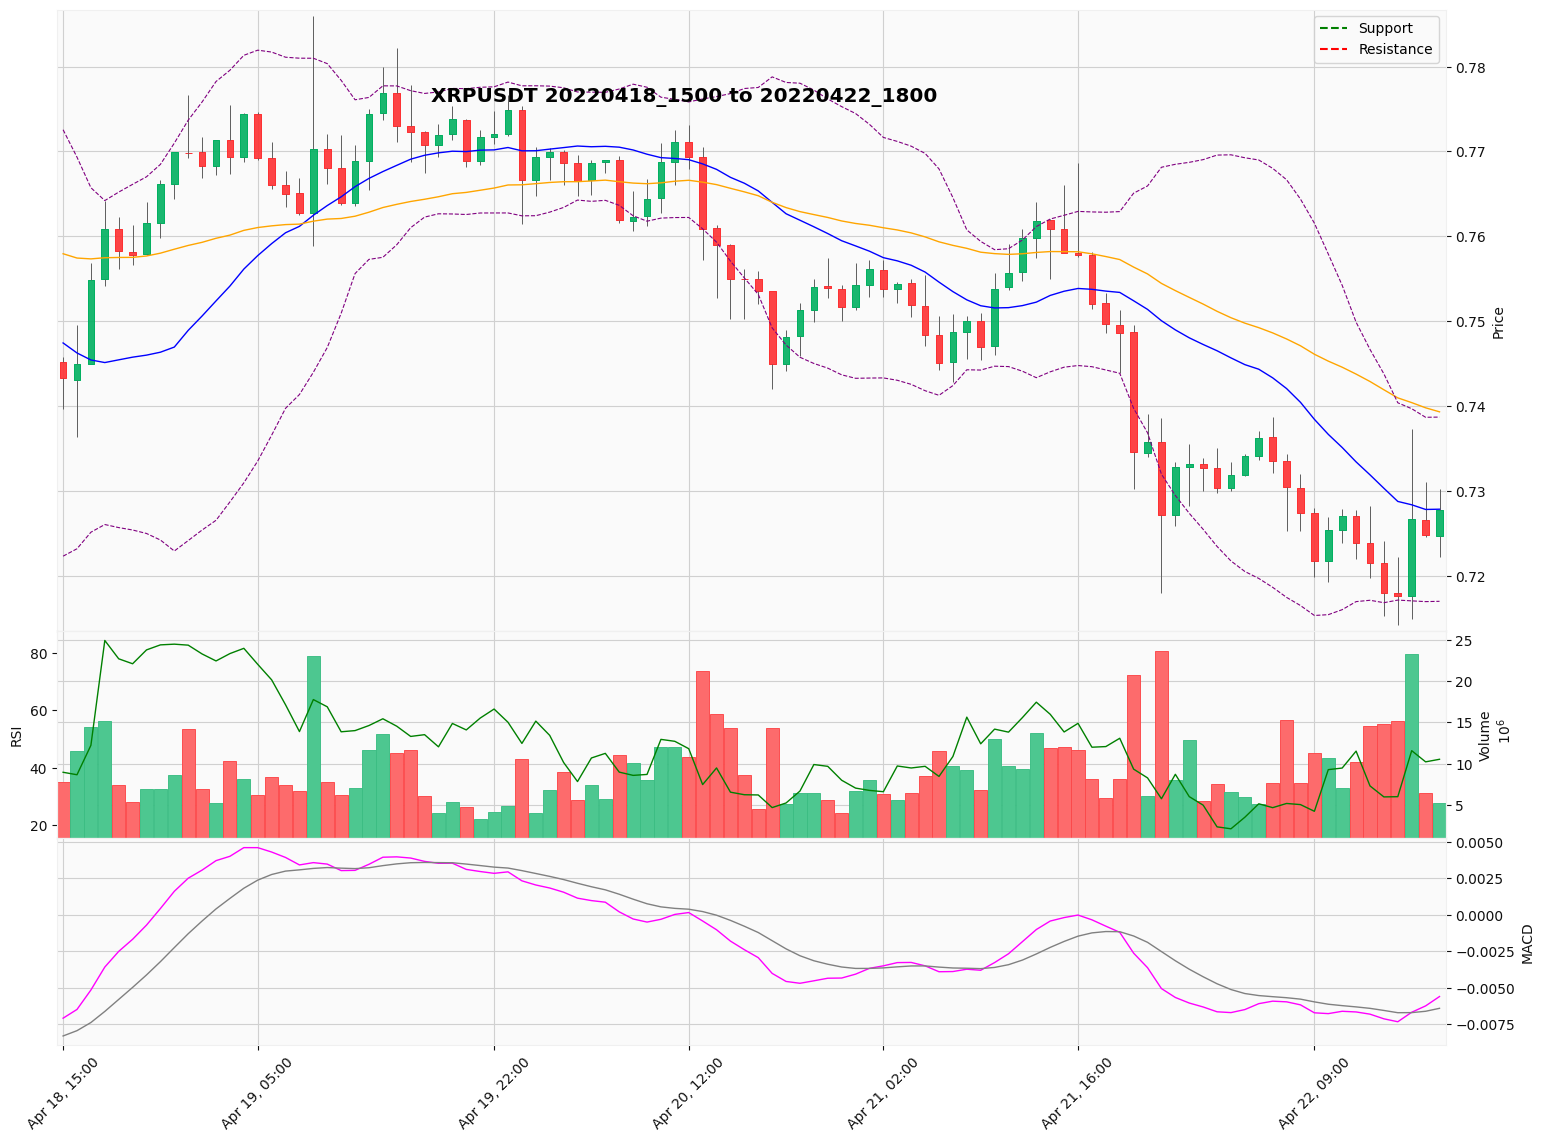 XRPUSDT 20220418_1500 to 20220422_1800
Support
Resistance
0.78
0.77
0.76
0.75
0.74
0.73
0.72
Price
80
60
40
20
RSI
25
20
15
10
5
Volume
10^6
0.0050
0.0025
0.0000
−0.0025
−0.0050
−0.0075
MACD
Apr 18, 15:00
Apr 19, 05:00
Apr 19, 22:00
Apr 20, 12:00
Apr 21, 02:00
Apr 21, 16:00
Apr 22, 09:00